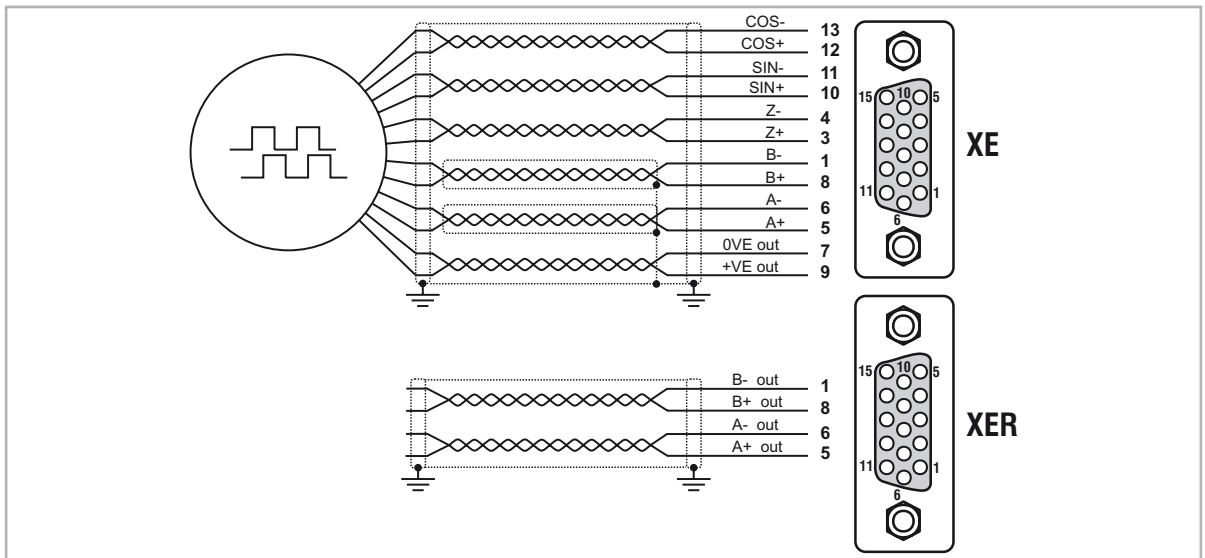 COS- 13
COS+ 12
SIN- 11
SIN+ 10
Z- 4
Z+ 3
B- 1
B+ 8
A- 6
A+ 5
0VE out 7
+VE out 9
15 10 5
11 1
6
XE
B- out 1
B+ out 8
A- out 6
A+ out 5
15 10 5
11 1
6
XER